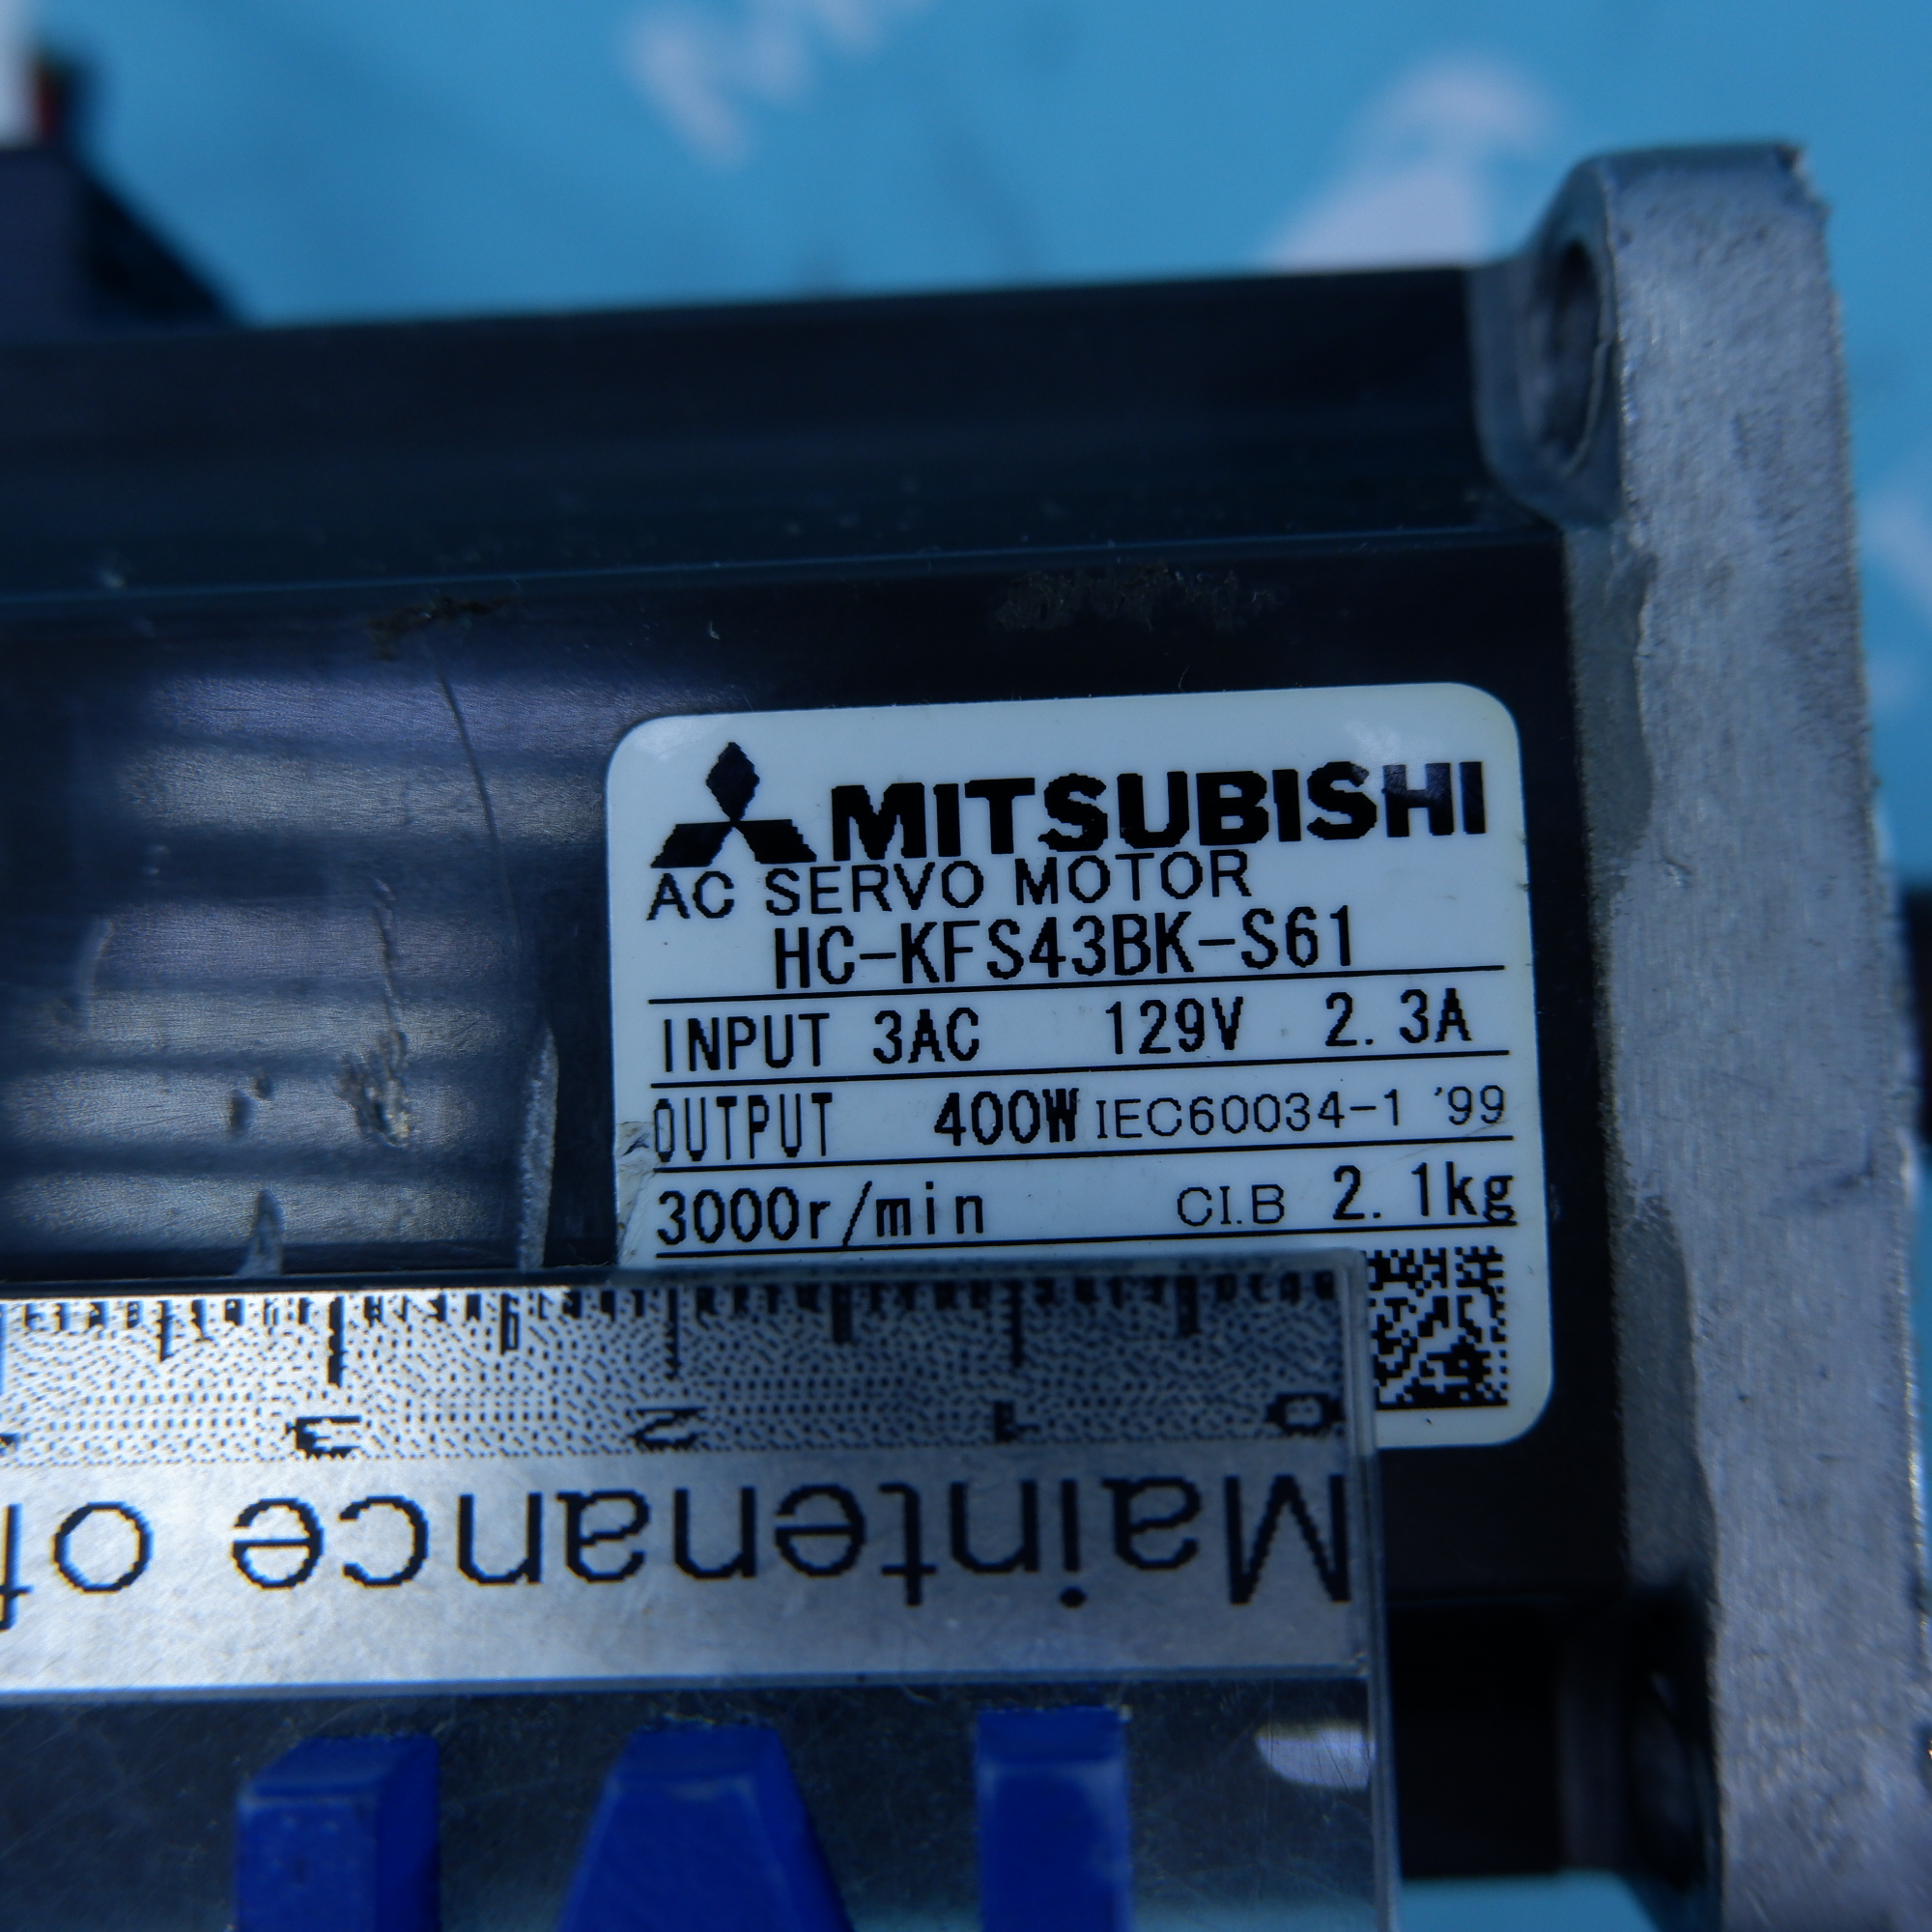 MITSUBISHI
AC SERVO MOTOR
HC-KFS43BK-S61
INPUT 3AC 129V 2.3A
OUTPUT 400W IEC60034-1 '99
3000r/min CI.B 2.1kg
0 1 2 3
Maintenance of